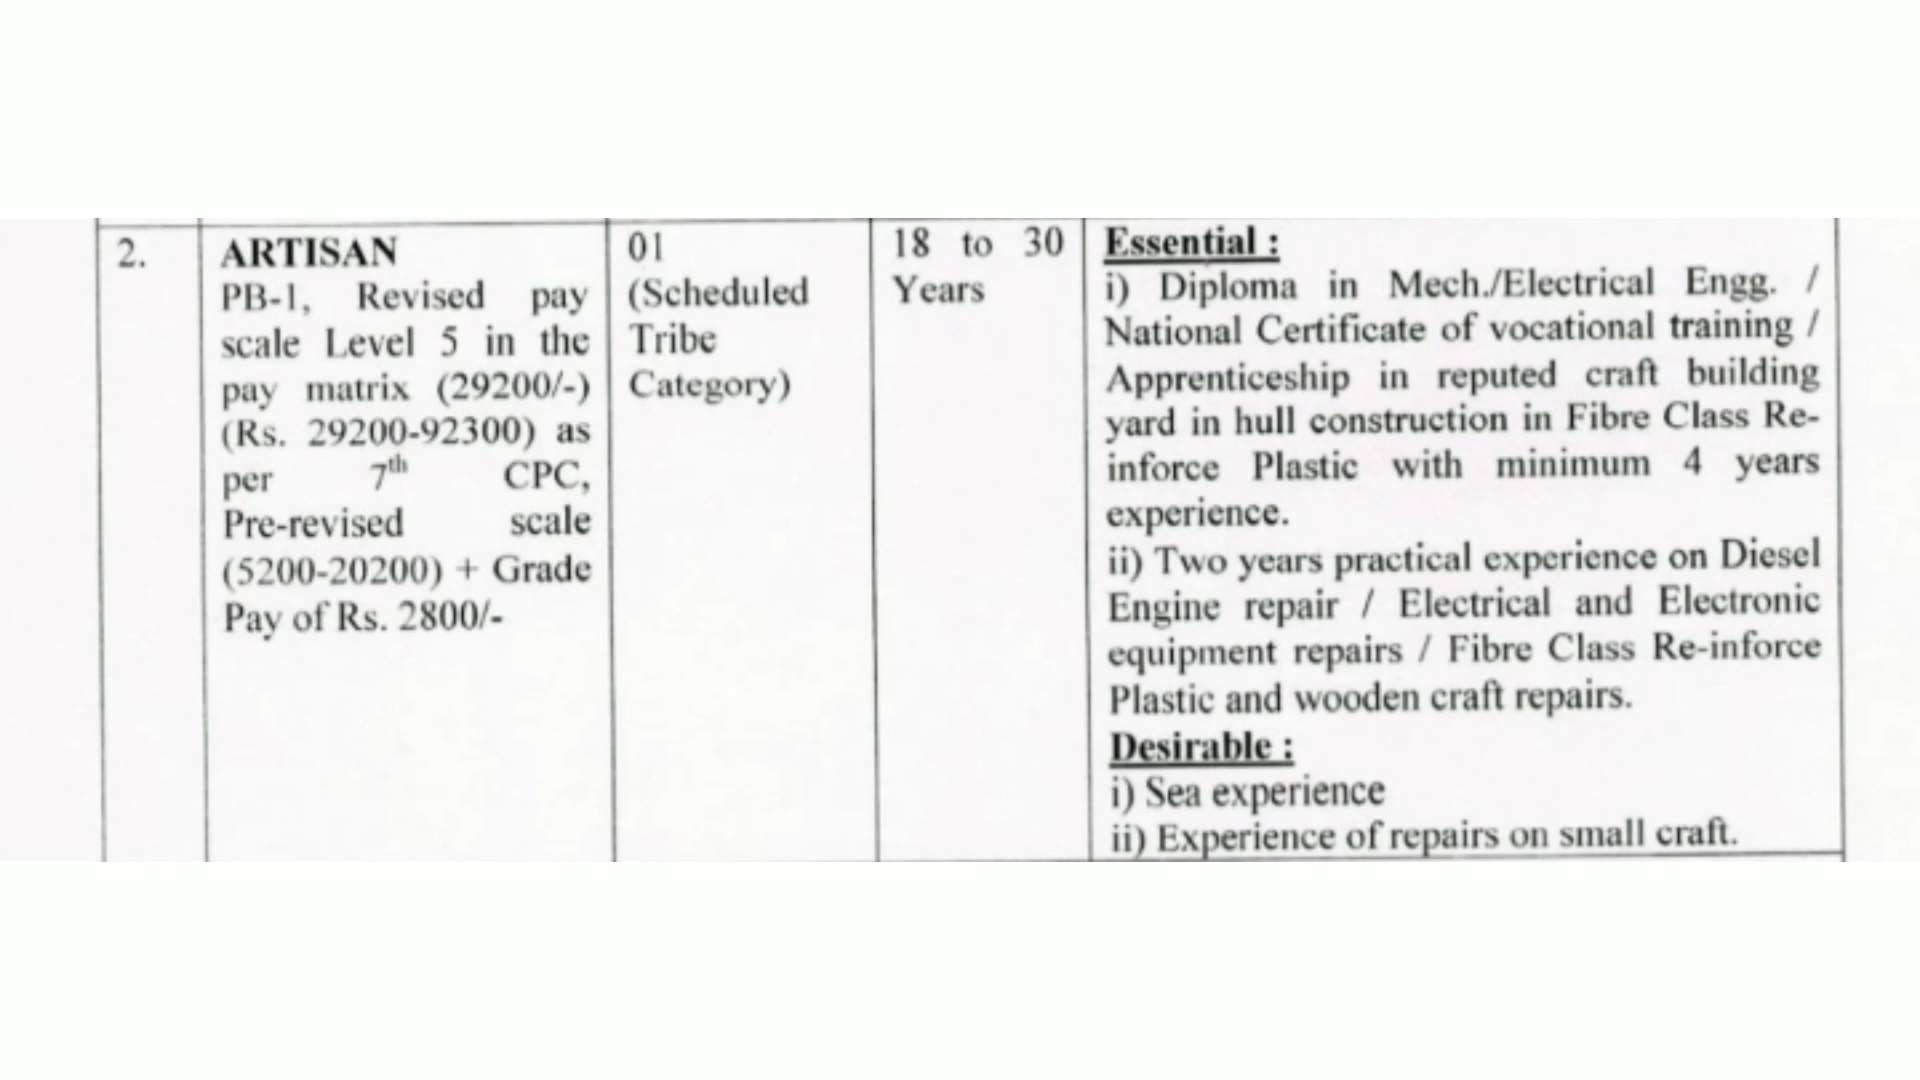 2.
ARTISAN
PB-1, Revised pay
scale Level 5 in the
pay matrix (29200/-)
(Rs. 29200-92300) as
per 7th CPC,
Pre-revised scale
(5200-20200) + Grade
Pay of Rs. 2800/-
01
(Scheduled
Tribe
Category)
18 to 30
Years
Essential :
i) Diploma in Mech./Electrical Engg. /
National Certificate of vocational training /
Apprenticeship in reputed craft building
yard in hull construction in Fibre Class Re-
inforce Plastic with minimum 4 years
experience.
ii) Two years practical experience on Diesel
Engine repair / Electrical and Electronic
equipment repairs / Fibre Class Re-inforce
Plastic and wooden craft repairs.
Desirable :
i) Sea experience
ii) Experience of repairs on small craft.